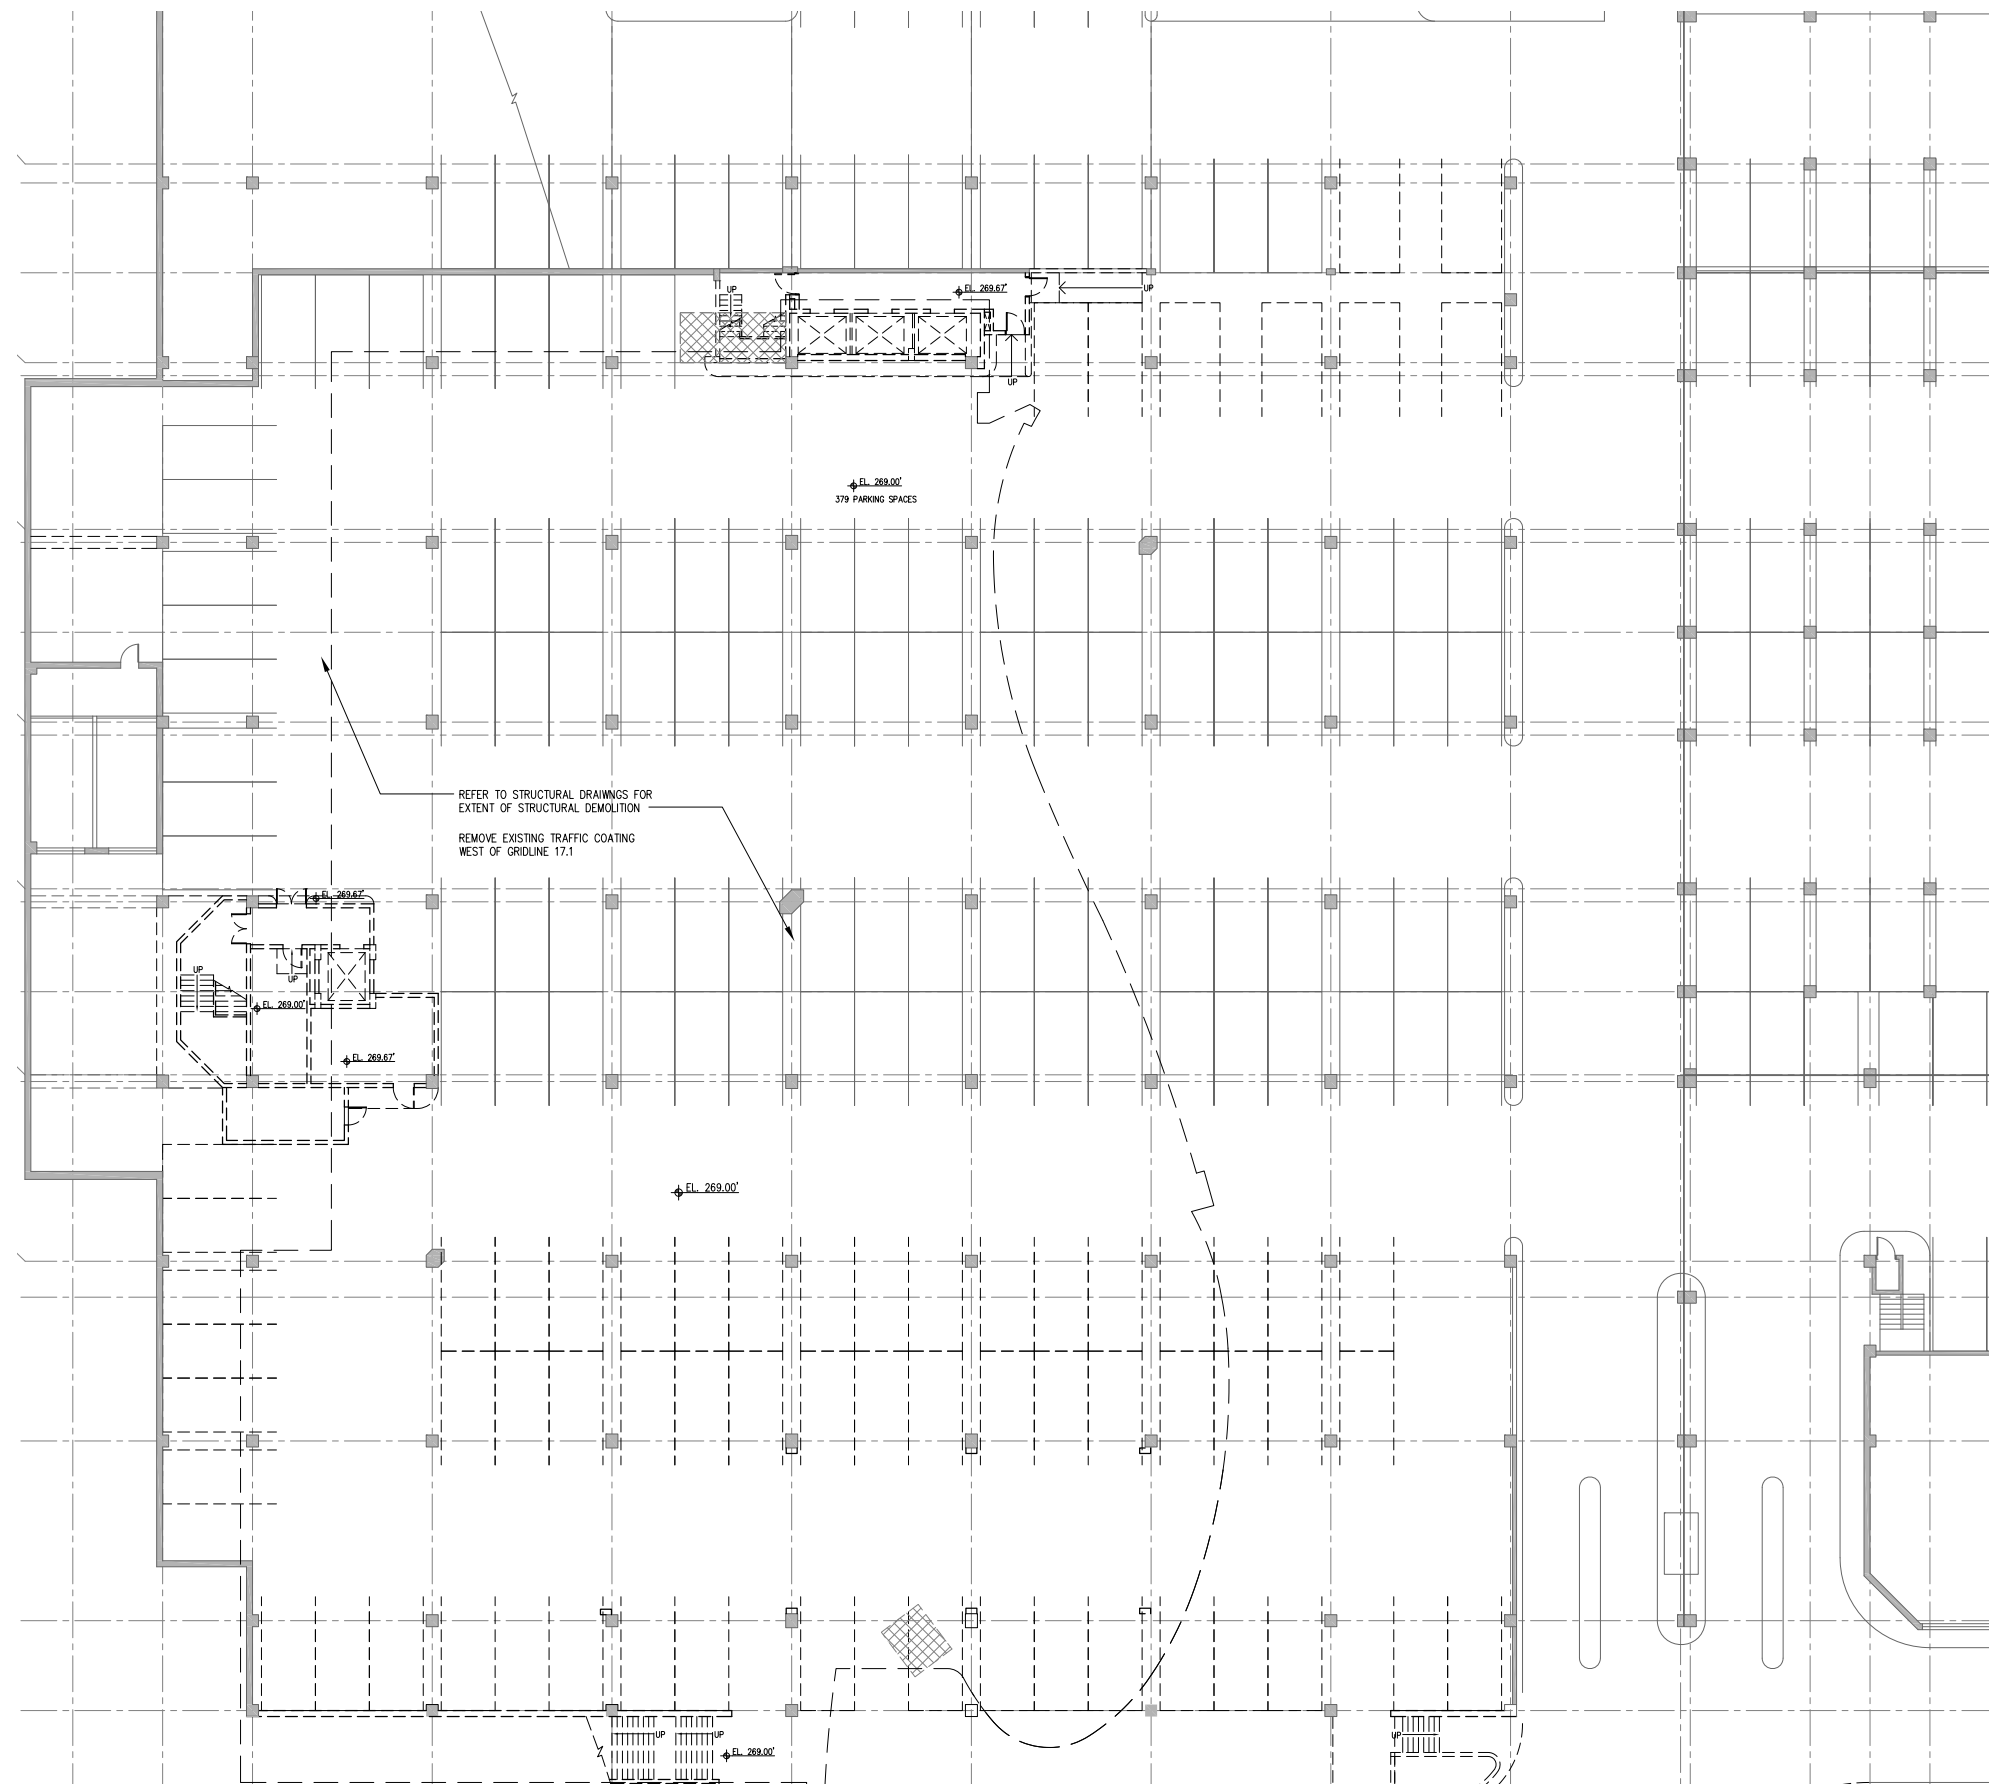 UP
EL. 269.67'
UP
UP
EL. 269.00'
379 PARKING SPACES
REFER TO STRUCTURAL DRAIWNGS FOR
EXTENT OF STRUCTURAL DEMOLITION
REMOVE EXISTING TRAFFIC COATING
WEST OF GRIDLINE 17.1
EL. 269.67'
UP
UP
EL. 269.00'
EL. 269.67'
EL. 269.00'
UP
UP
UP
EL. 269.00'